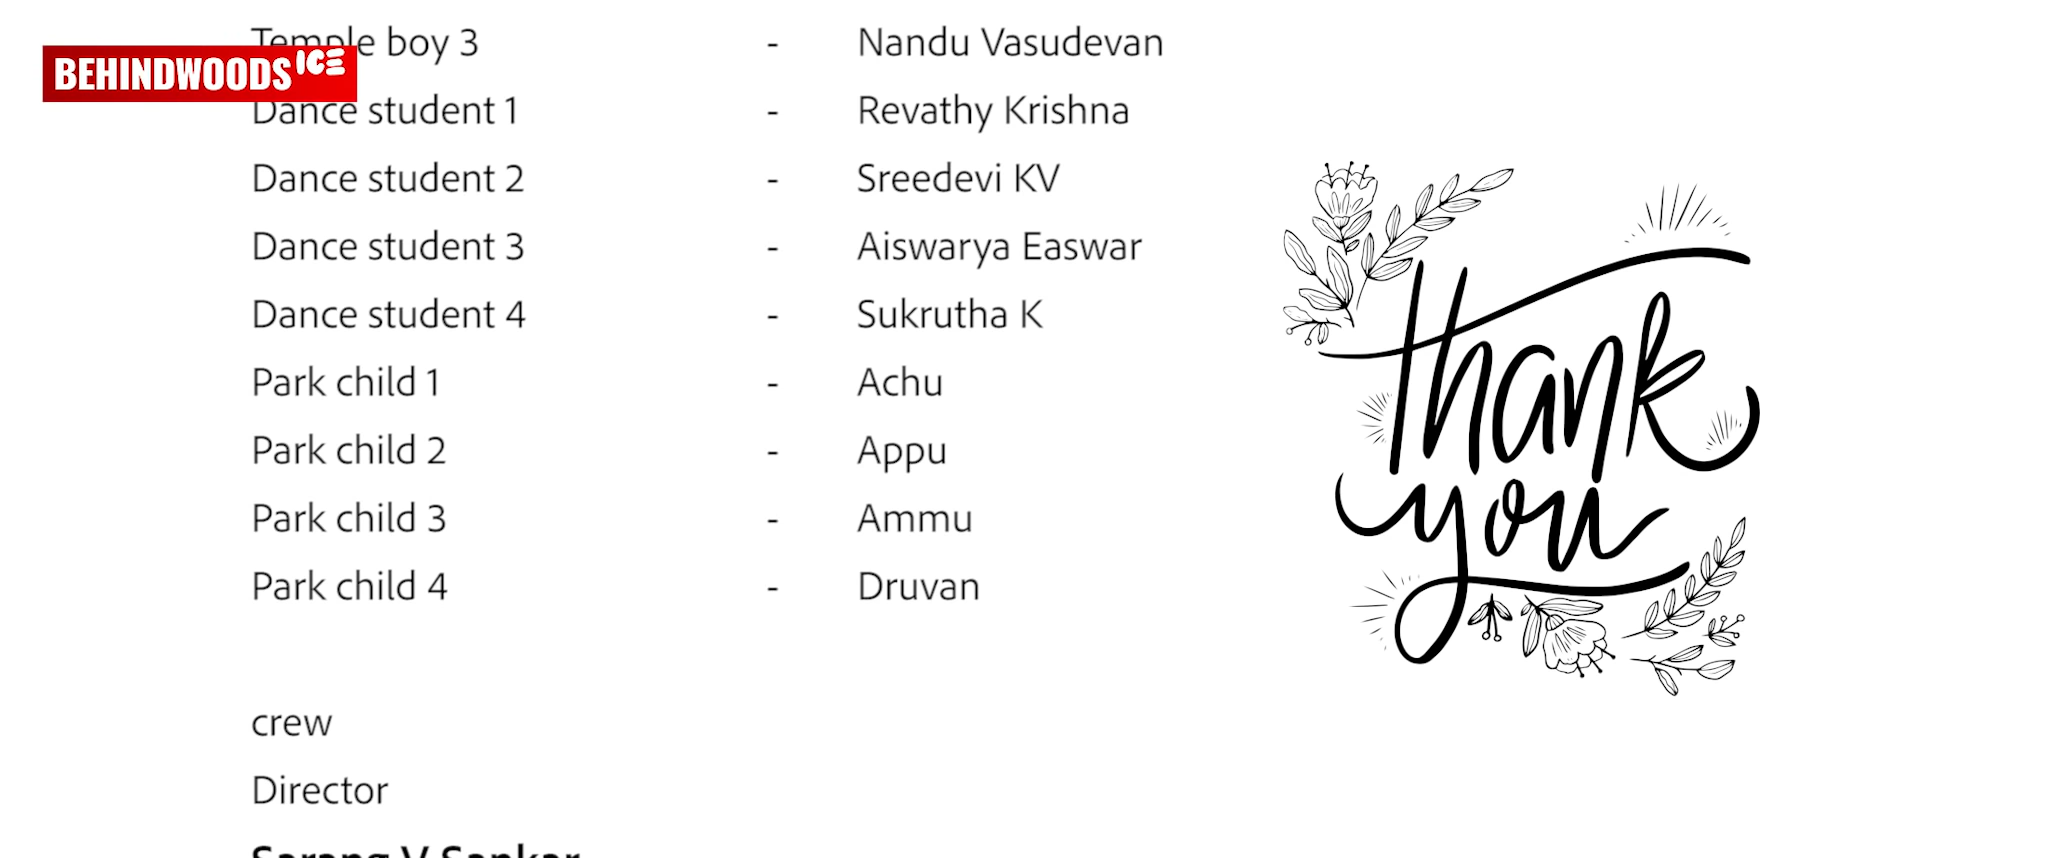 Temple boy 3 - Nandu Vasudevan
BEHINDWOODS ICE
Dance student 1 - Revathy Krishna
Dance student 2 - Sreedevi KV
Dance student 3 - Aiswarya Easwar
Dance student 4 - Sukrutha K
Park child 1 - Achu
Park child 2 - Appu
Park child 3 - Ammu
Park child 4 - Druvan
thank
you
crew
Director
Sarang V Sankar